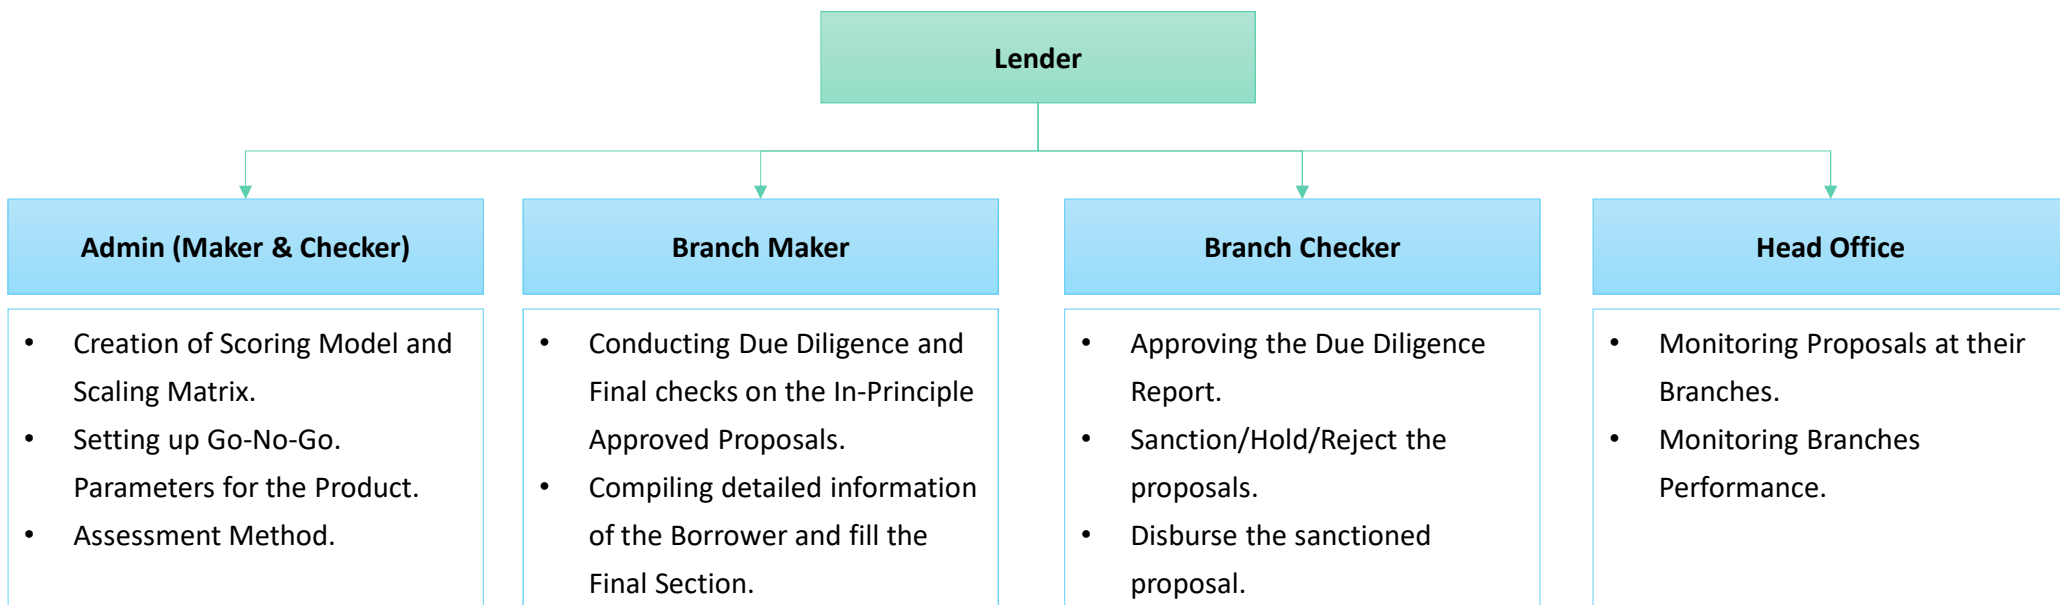 Lender
Admin (Maker & Checker)
• Creation of Scoring Model and
Scaling Matrix.
• Setting up Go-No-Go.
Parameters for the Product.
• Assessment Method.
Branch Maker
• Conducting Due Diligence and
Final checks on the In-Principle
Approved Proposals.
• Compiling detailed information
of the Borrower and fill the
Final Section.
Branch Checker
• Approving the Due Diligence
Report.
• Sanction/Hold/Reject the
proposals.
• Disburse the sanctioned
proposal.
Head Office
• Monitoring Proposals at their
Branches.
• Monitoring Branches
Performance.